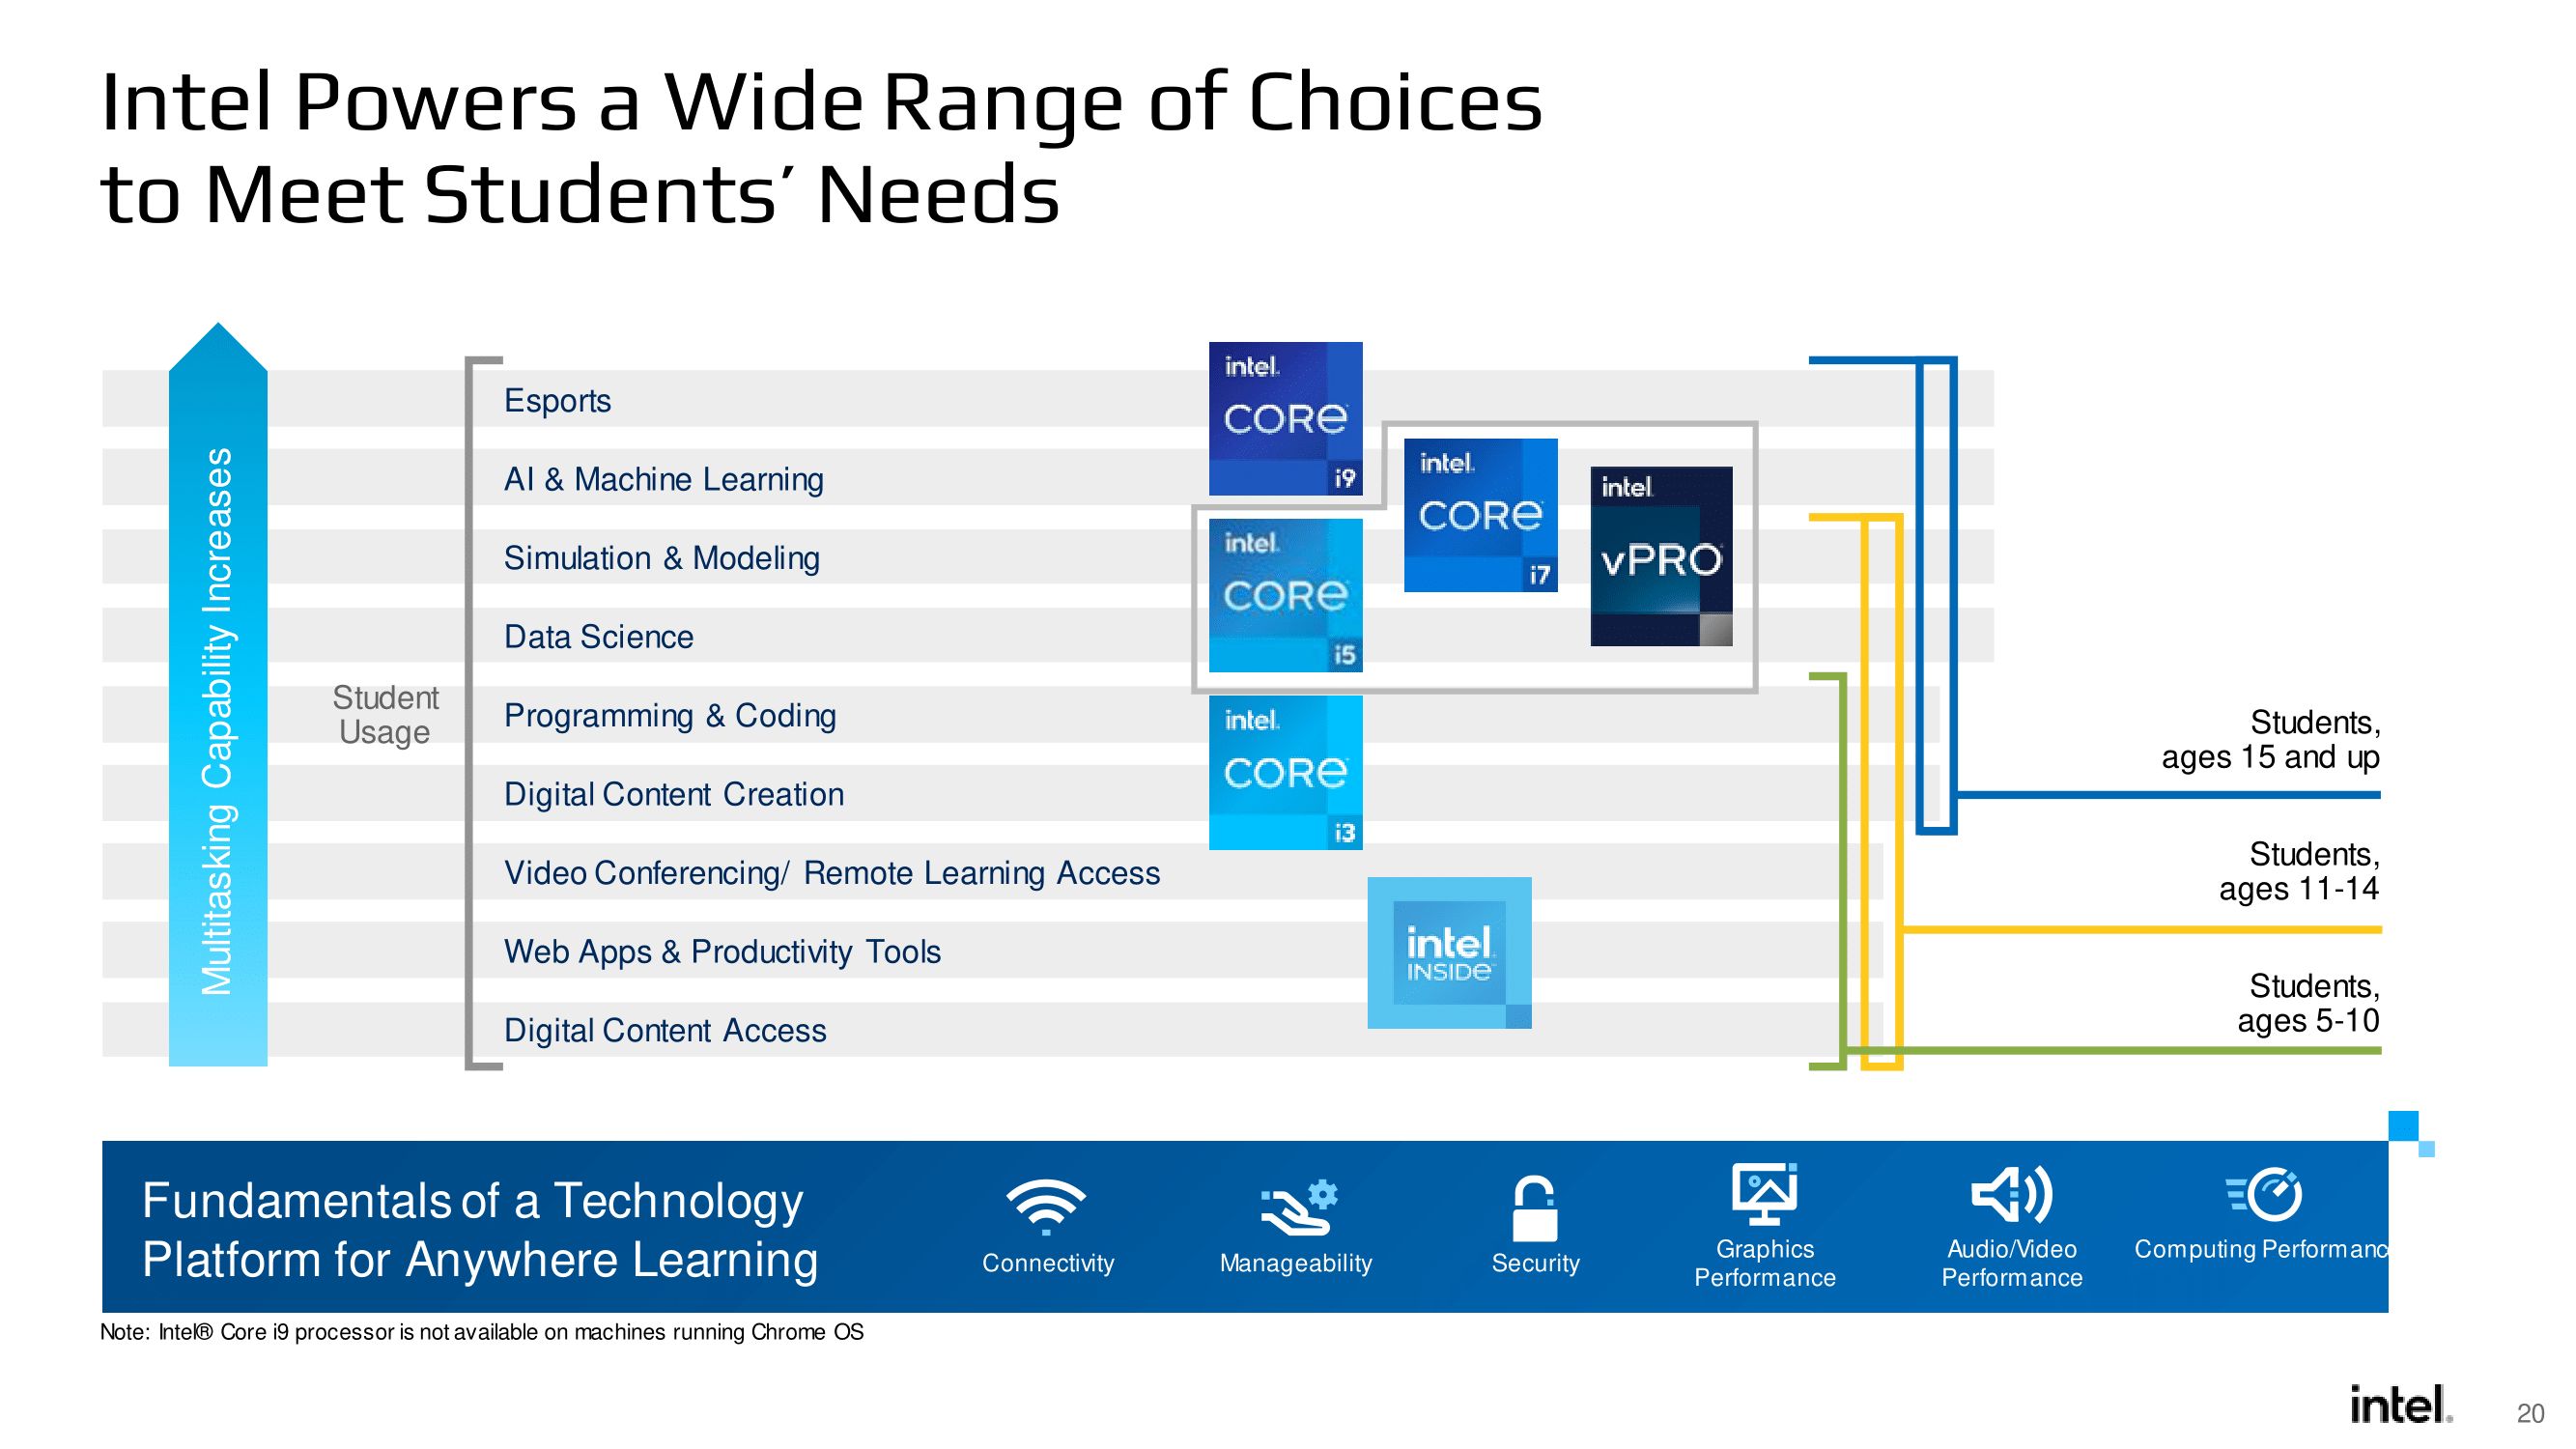 Intel Powers a Wide Range of Choices
to Meet Students’ Needs
Multitasking Capability Increases
Student
Usage
Esports
AI & Machine Learning
Simulation & Modeling
Data Science
Programming & Coding
Digital Content Creation
Video Conferencing/ Remote Learning Access
Web Apps & Productivity Tools
Digital Content Access
intel.
CORe
i9
intel.
CORe
i7
intel.
vPRO
intel.
CORe
i5
intel.
CORe
i3
intel.
INSIDe™
Students,
ages 15 and up
Students,
ages 11-14
Students,
ages 5-10
Fundamentals of a Technology
Platform for Anywhere Learning
Connectivity
Manageability
Security
Graphics
Performance
Audio/Video
Performance
Computing Performanc
Note: Intel® Core i9 processor is not available on machines running Chrome OS
intel.
20